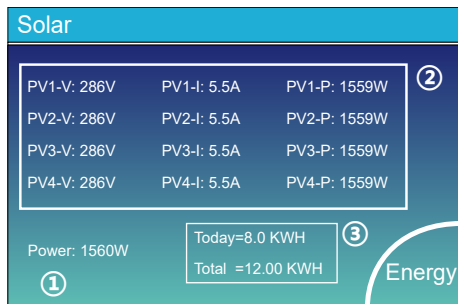 Solar
PV1-V: 286V PV1-I: 5.5A PV1-P: 1559W
②
PV2-V: 286V PV2-I: 5.5A PV2-P: 1559W
PV3-V: 286V PV3-I: 5.5A PV3-P: 1559W
PV4-V: 286V PV4-I: 5.5A PV4-P: 1559W
Today=8.0 KWH
③
Power: 1560W
Total =12.00 KWH
①
Energy